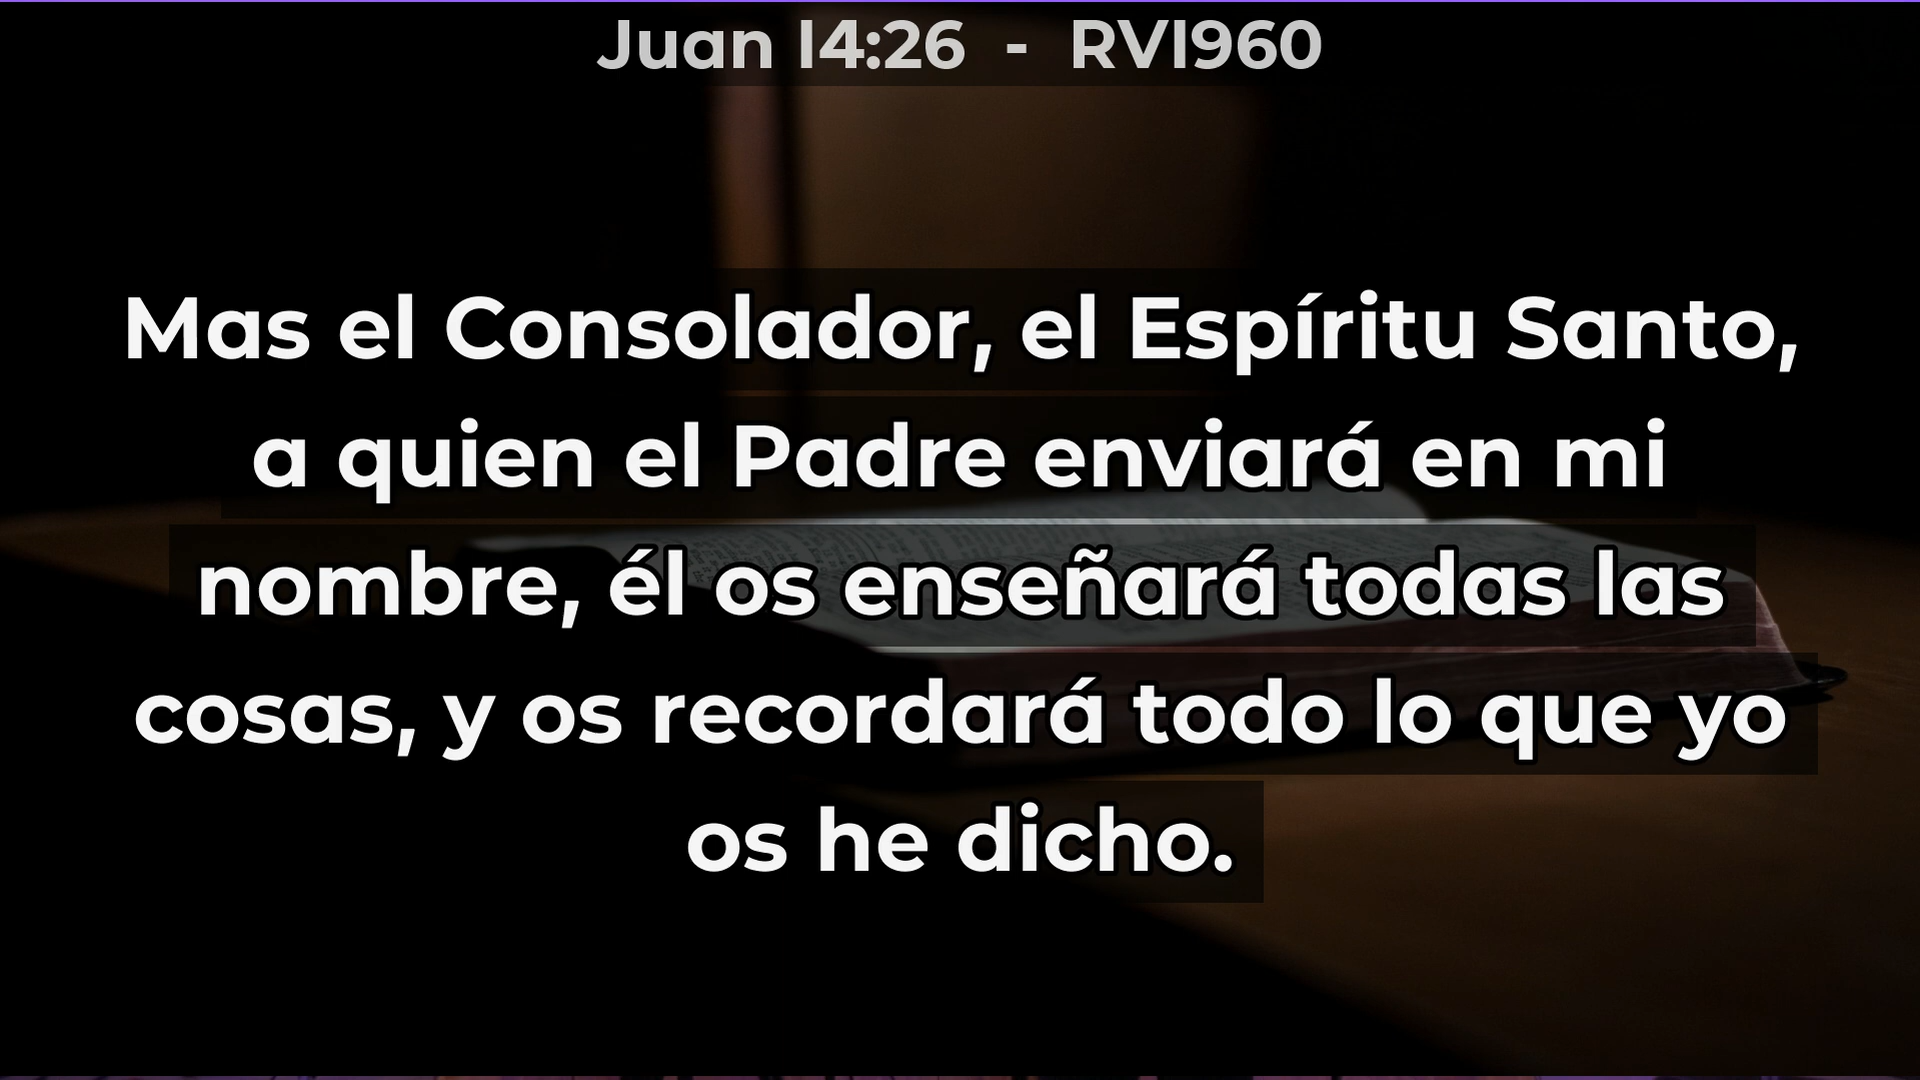 Juan 14:26 - RV1960
Mas el Consolador, el Espíritu Santo,
a quien el Padre enviará en mi
nombre, él os enseñará todas las
cosas, y os recordará todo lo que yo
os he dicho.